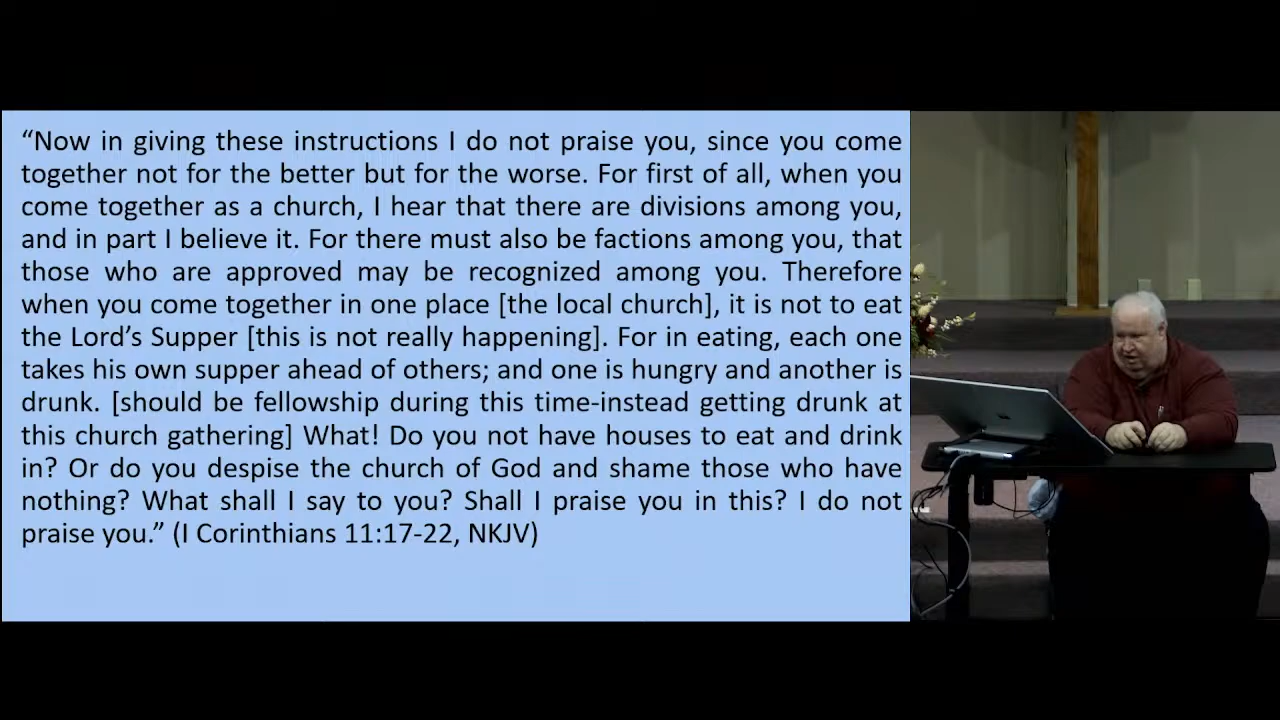 “Now in giving these instructions I do not praise you, since you come
together not for the better but for the worse. For first of all, when you
come together as a church, I hear that there are divisions among you,
and in part I believe it. For there must also be factions among you, that
those who are approved may be recognized among you. Therefore
when you come together in one place [the local church], it is not to eat
the Lord’s Supper [this is not really happening]. For in eating, each one
takes his own supper ahead of others; and one is hungry and another is
drunk. [should be fellowship during this time-instead getting drunk at
this church gathering] What! Do you not have houses to eat and drink
in? Or do you despise the church of God and shame those who have
nothing? What shall I say to you? Shall I praise you in this? I do not
praise you.” (I Corinthians 11:17-22, NKJV)